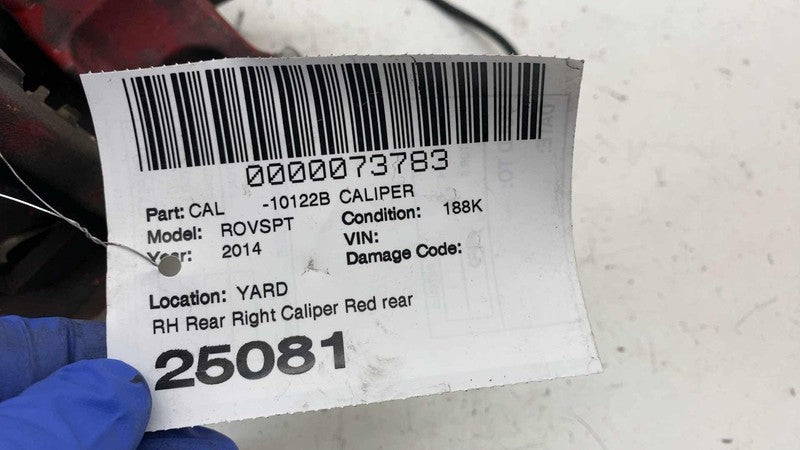 0000073783
Part: CAL -10122B CALIPER
Model: ROVSPT Condition: 188K
Year: 2014 VIN:
Damage Code:
Location: YARD
RH Rear Right Caliper Red rear
25081